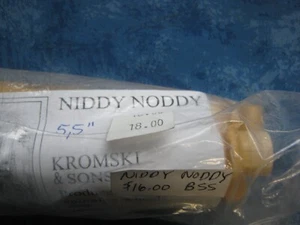 NIDDY NODDY
18.00
5,5"
KROMSKI
& SONS
NIDDY NODDY
$16.00 BSS